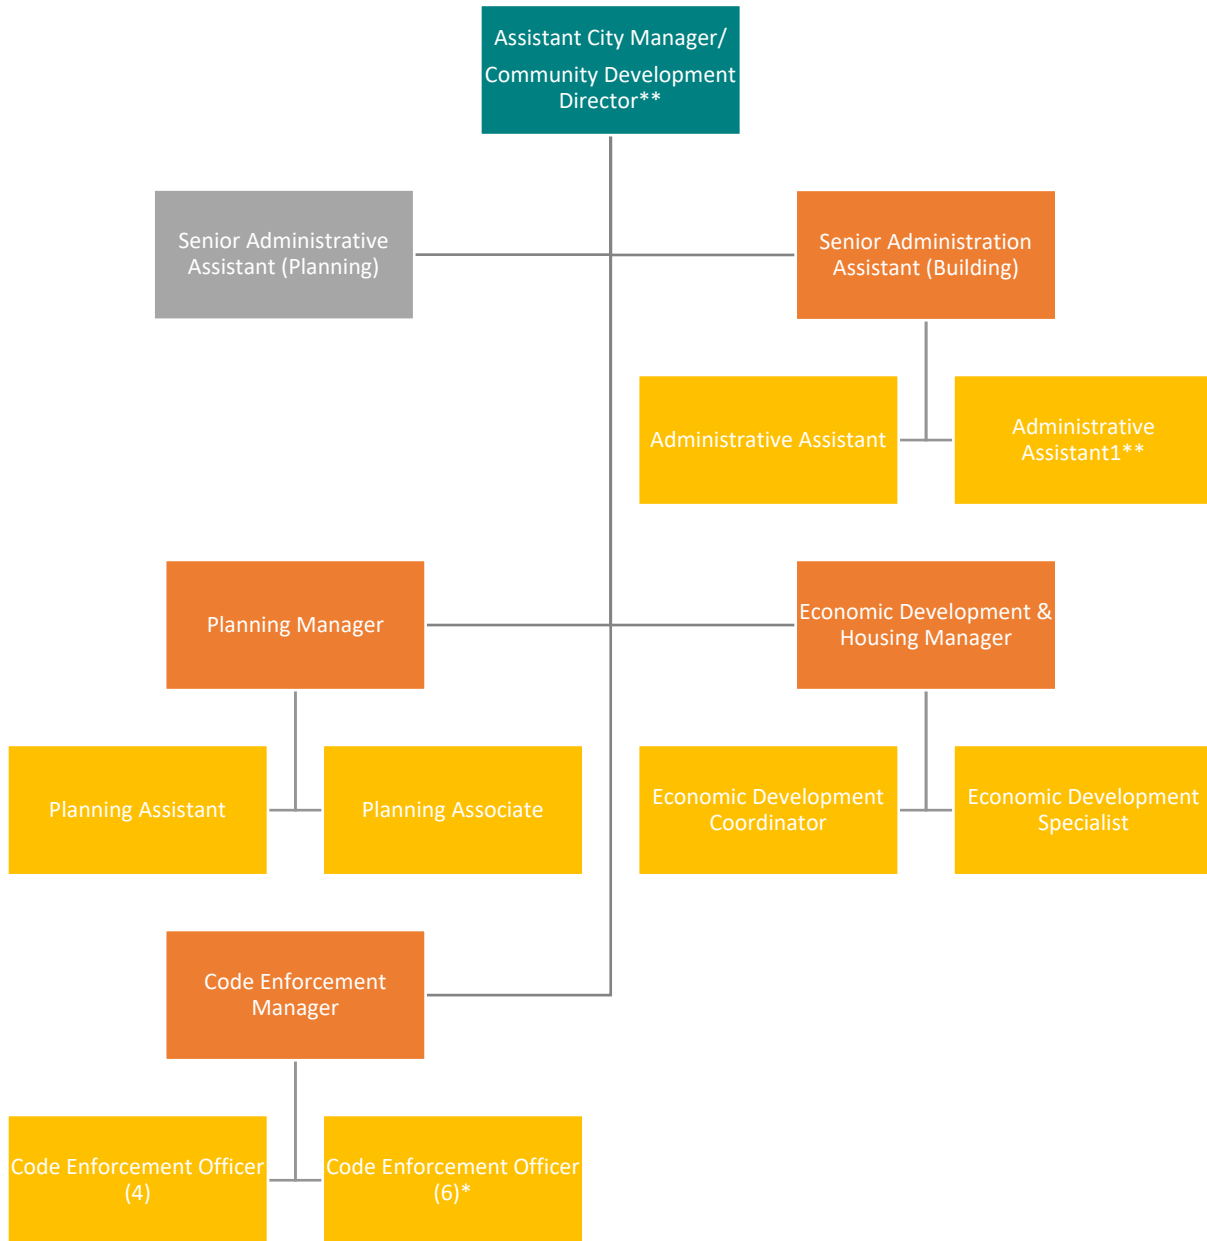 Assistant City Manager/
Community Development
Director**
Senior Administrative
Assistant (Planning)
Senior Administration
Assistant (Building)
Administrative Assistant
Administrative
Assistant1**
Planning Manager
Economic Development &
Housing Manager
Planning Assistant
Planning Associate
Economic Development
Coordinator
Economic Development
Specialist
Code Enforcement
Manager
Code Enforcement Officer
(4)
Code Enforcement Officer
(6)*